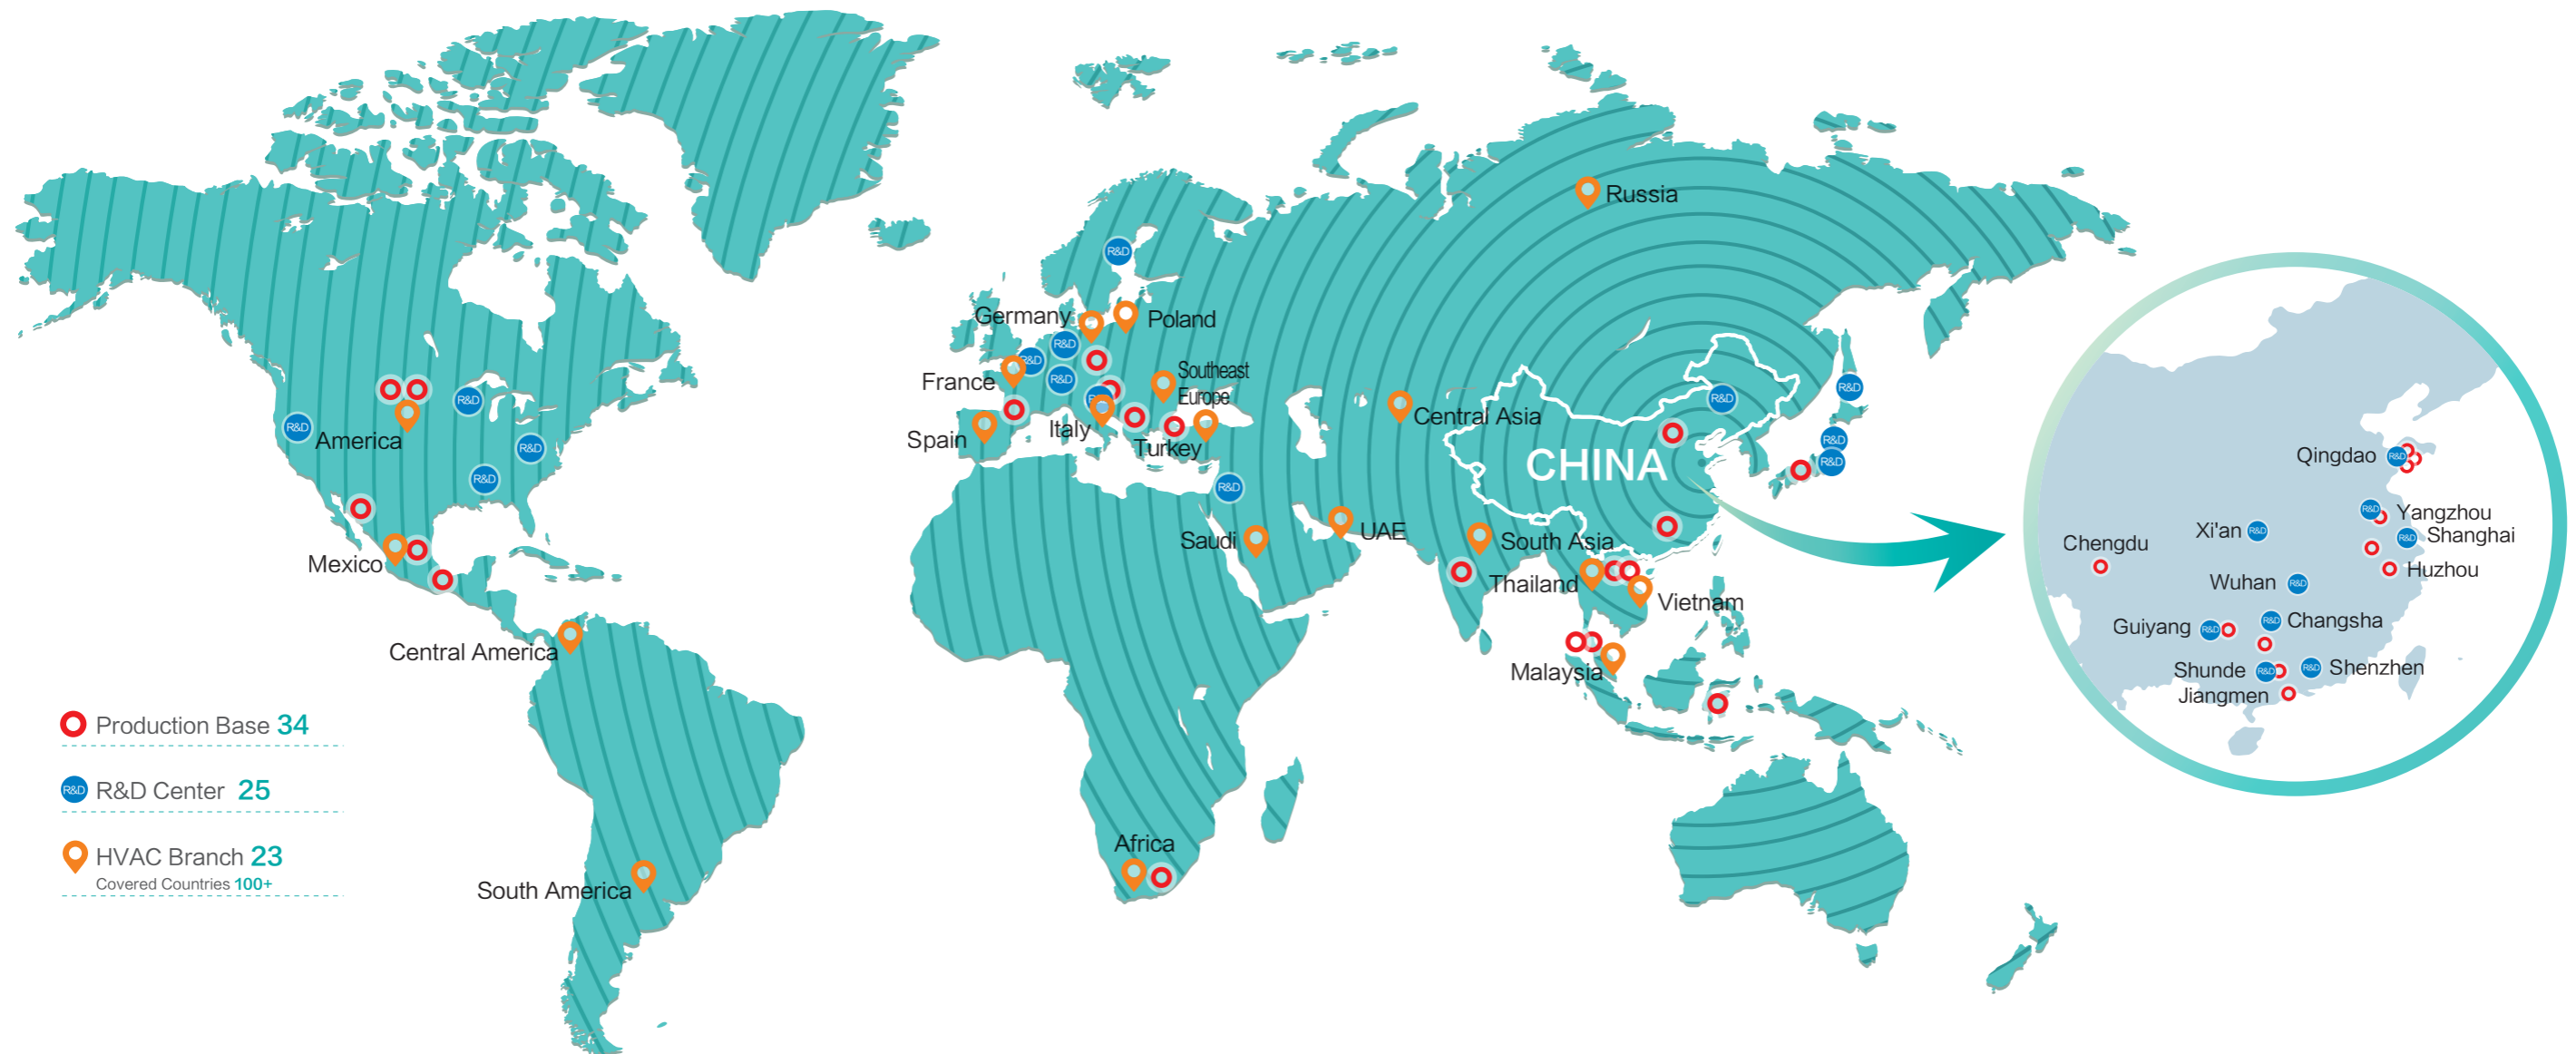 Russia
R&D
Germany
Poland
R&D
R&D
France
R&D
Southeast
Europe
R&D
R&D
R&D
R&D
America
R&D
R&D
R&D
Spain
Italy
Turkey
Central Asia
R&D
R&D
R&D
CHINA
R&D
R&D
Saudi
UAE
South Asia
Thailand
Vietnam
Mexico
Central America
Malaysia
Qingdao
R&D
R&D
Yangzhou
Xi'an
R&D
R&D
Shanghai
Chengdu
Huzhou
Wuhan
R&D
R&D
Changsha
Guiyang
R&D
Shunde
R&D
R&D
Shenzhen
Jiangmen
Production Base 34
R&D
R&D Center 25
HVAC Branch 23
Covered Countries 100+
Africa
South America